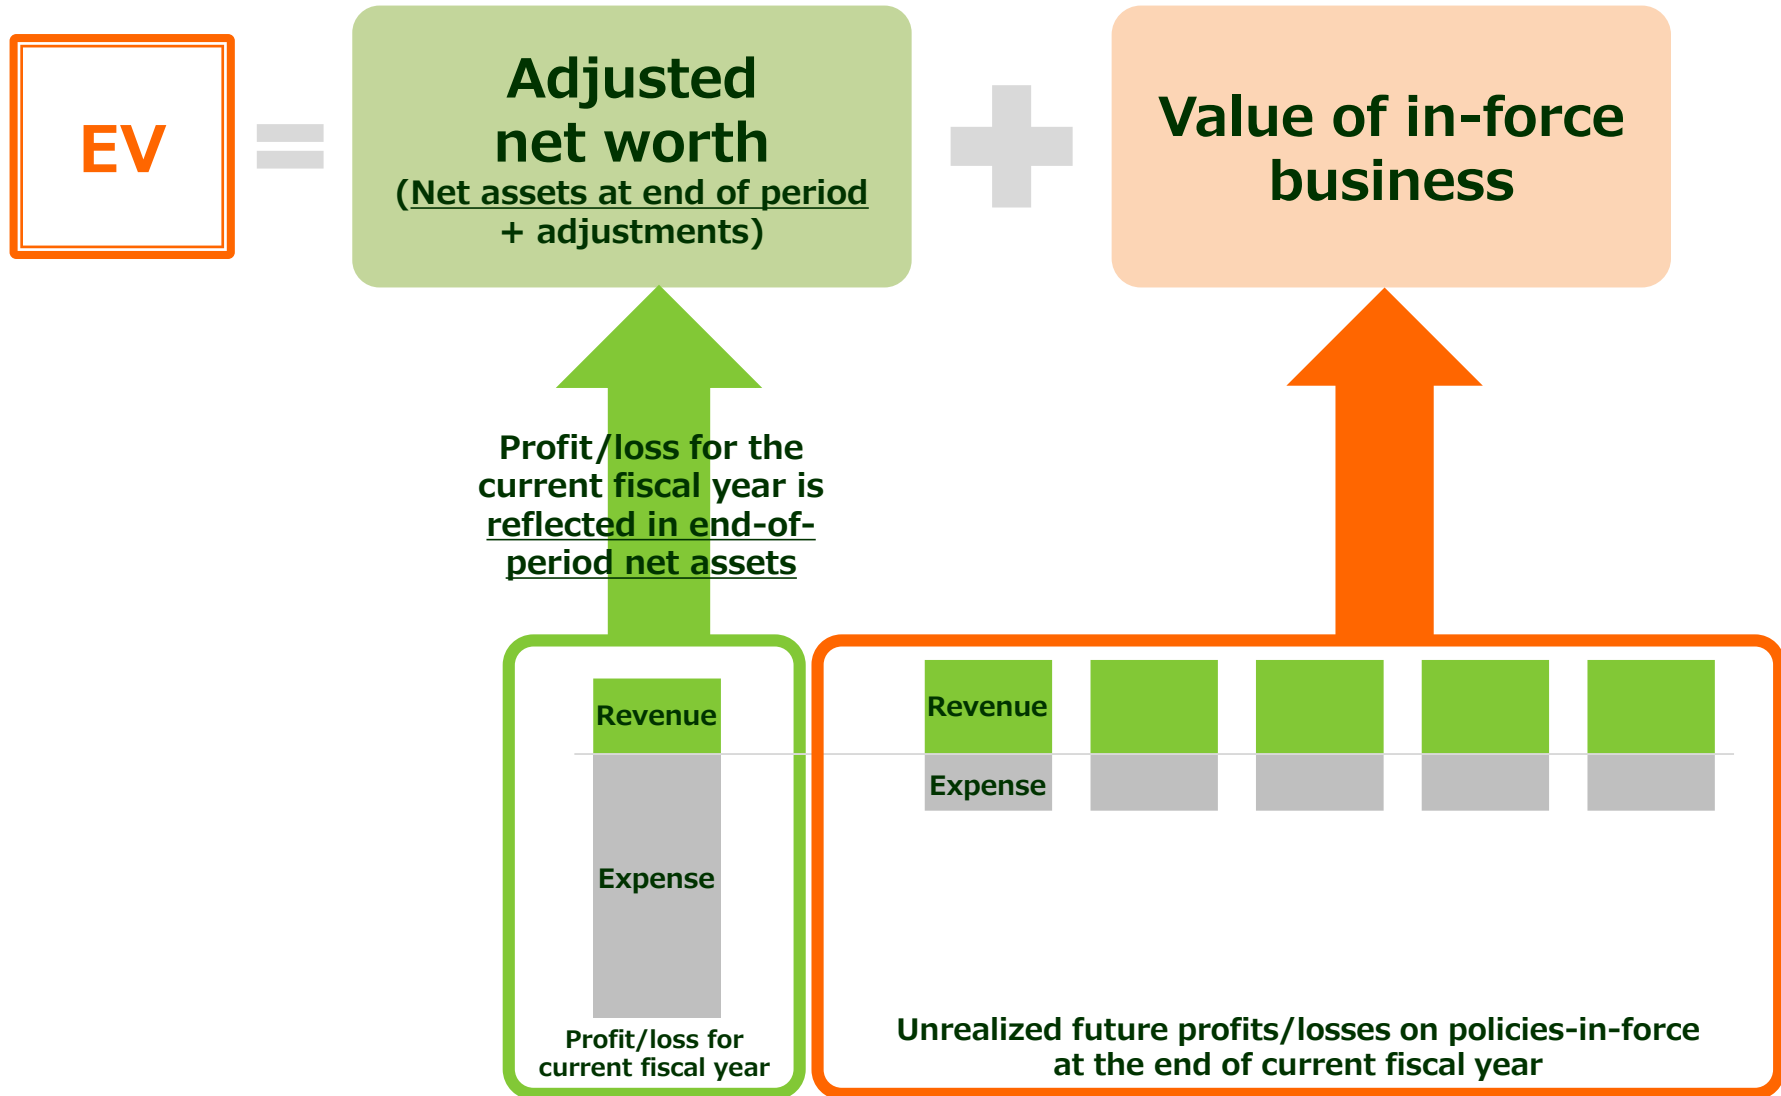 EV
=
Adjusted
net worth
(Net assets at end of period
+ adjustments)
+
Value of in-force
business
Profit/loss for the
current fiscal year is
reflected in end-of-
period net assets
Revenue
Expense
Profit/loss for
current fiscal year
Revenue
Expense
Unrealized future profits/losses on policies-in-force
at the end of current fiscal year